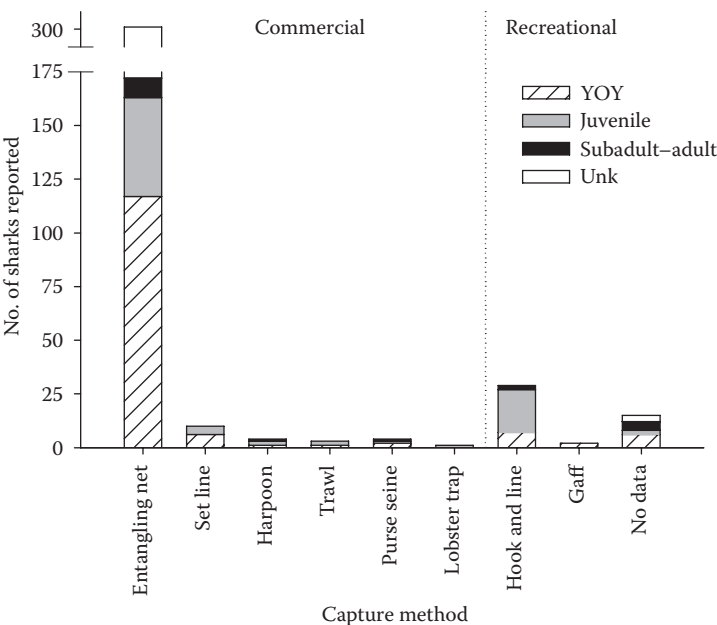 Commercial
Recreational
YOY
Juvenile
Subadult–adult
Unk
No. of sharks reported
300
175
150
125
100
75
50
25
0
Entangling net
Set line
Harpoon
Trawl
Purse seine
Lobster trap
Hook and line
Gaff
No data
Capture method